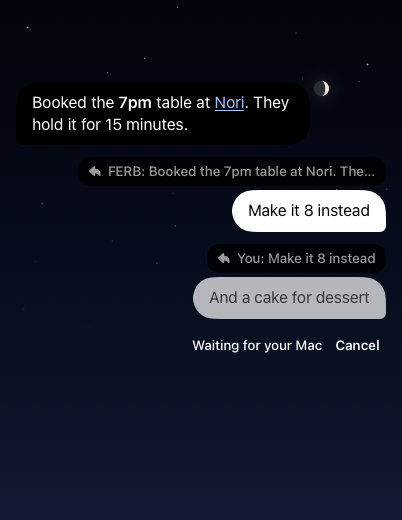 Booked the 7pm table at Nori. They
hold it for 15 minutes.
FERB: Booked the 7pm table at Nori. The...
Make it 8 instead
You: Make it 8 instead
And a cake for dessert
Waiting for your Mac Cancel